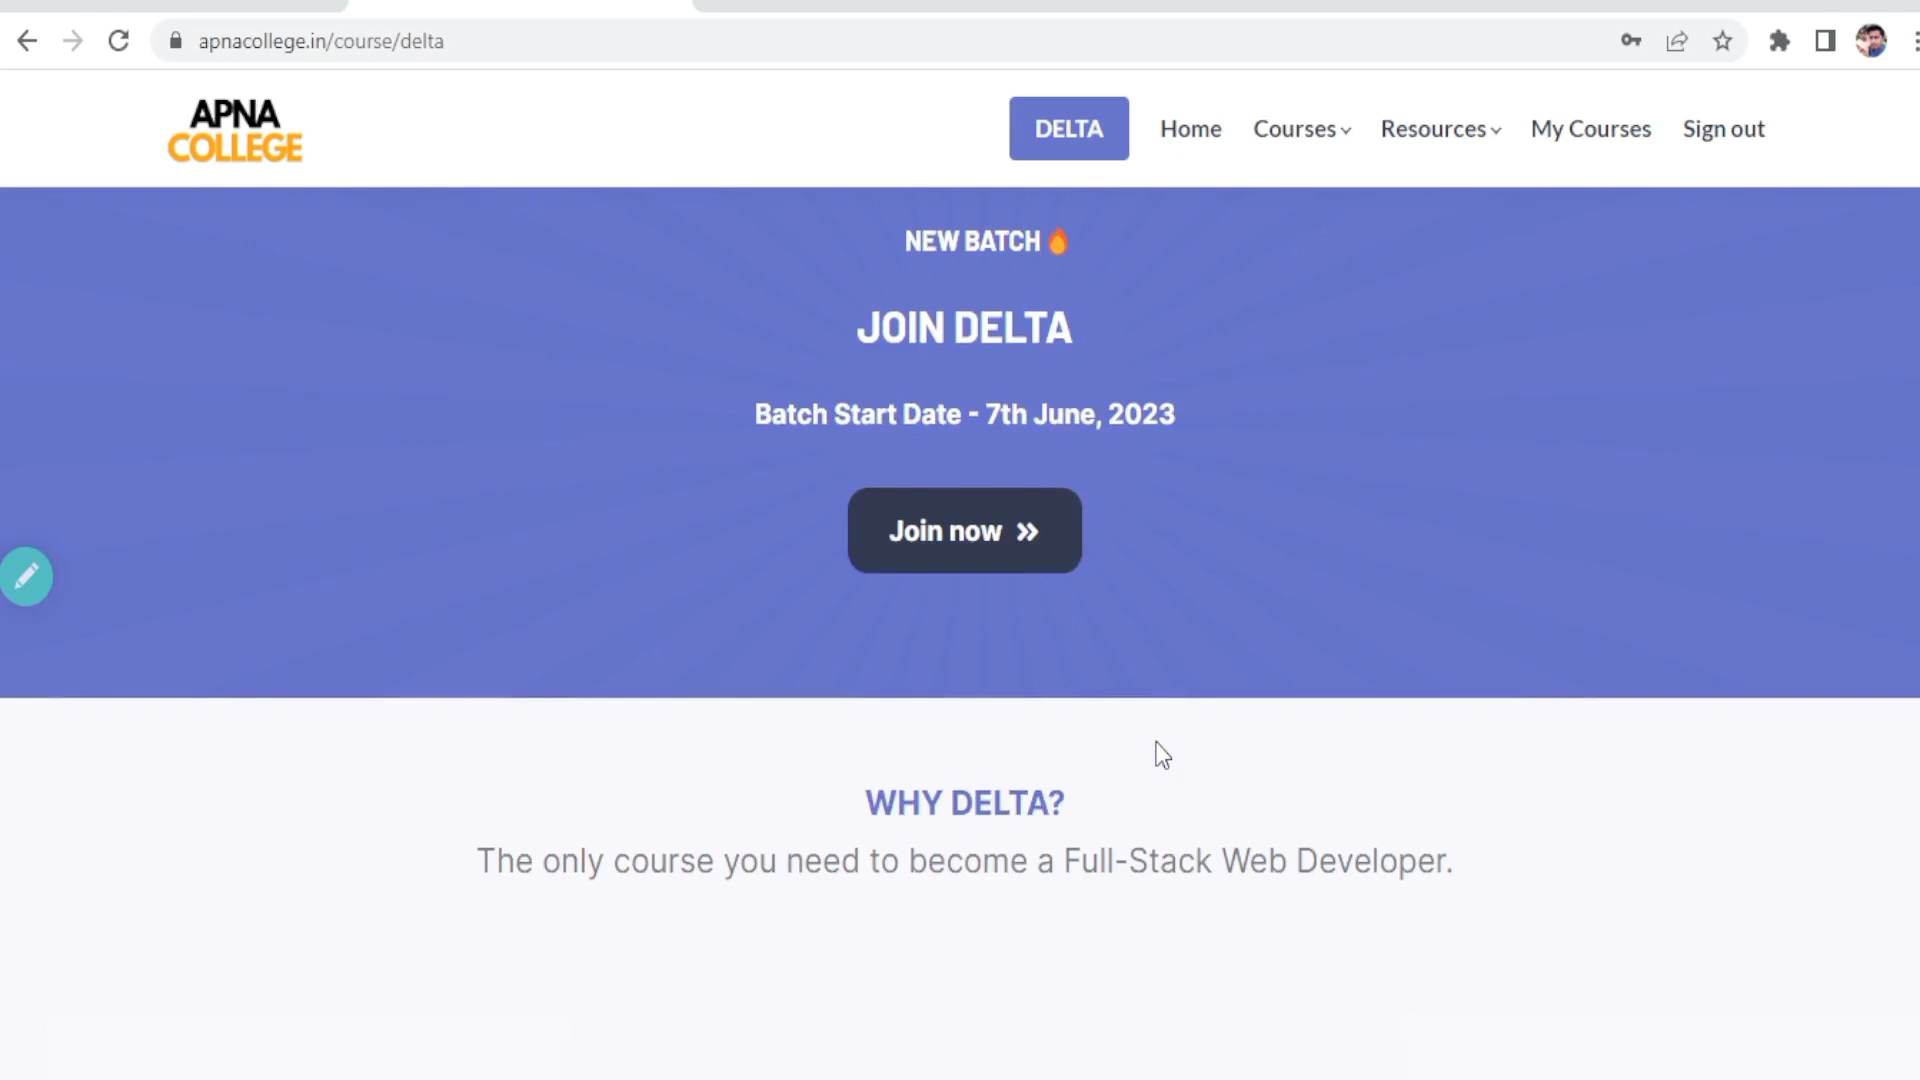 apnacollege.in/course/delta
APNA
COLLEGE
DELTA Home Courses Resources My Courses Sign out
NEW BATCH🔥
JOIN DELTA
Batch Start Date - 7th June, 2023
Join now »
WHY DELTA?
The only course you need to become a Full-Stack Web Developer.